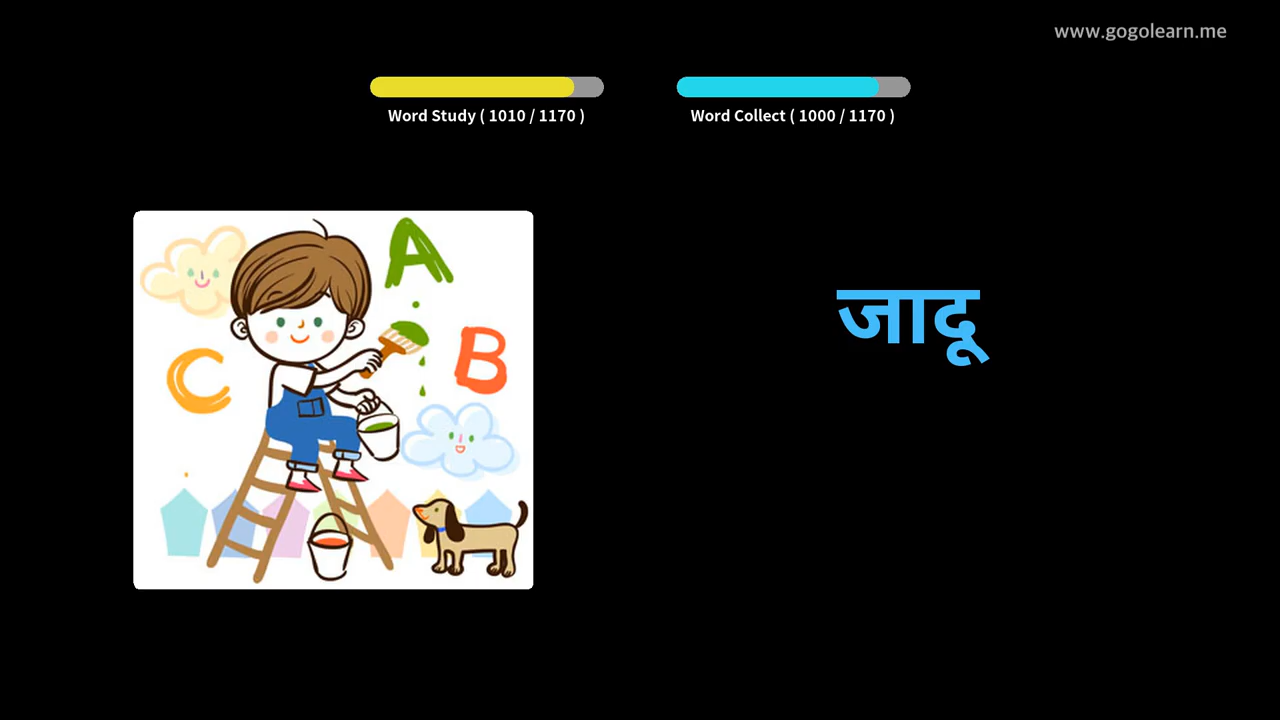 www.gogolearn.me
Word Study ( 1010 / 1170 )
Word Collect ( 1000 / 1170 )
A
B
C
जादू